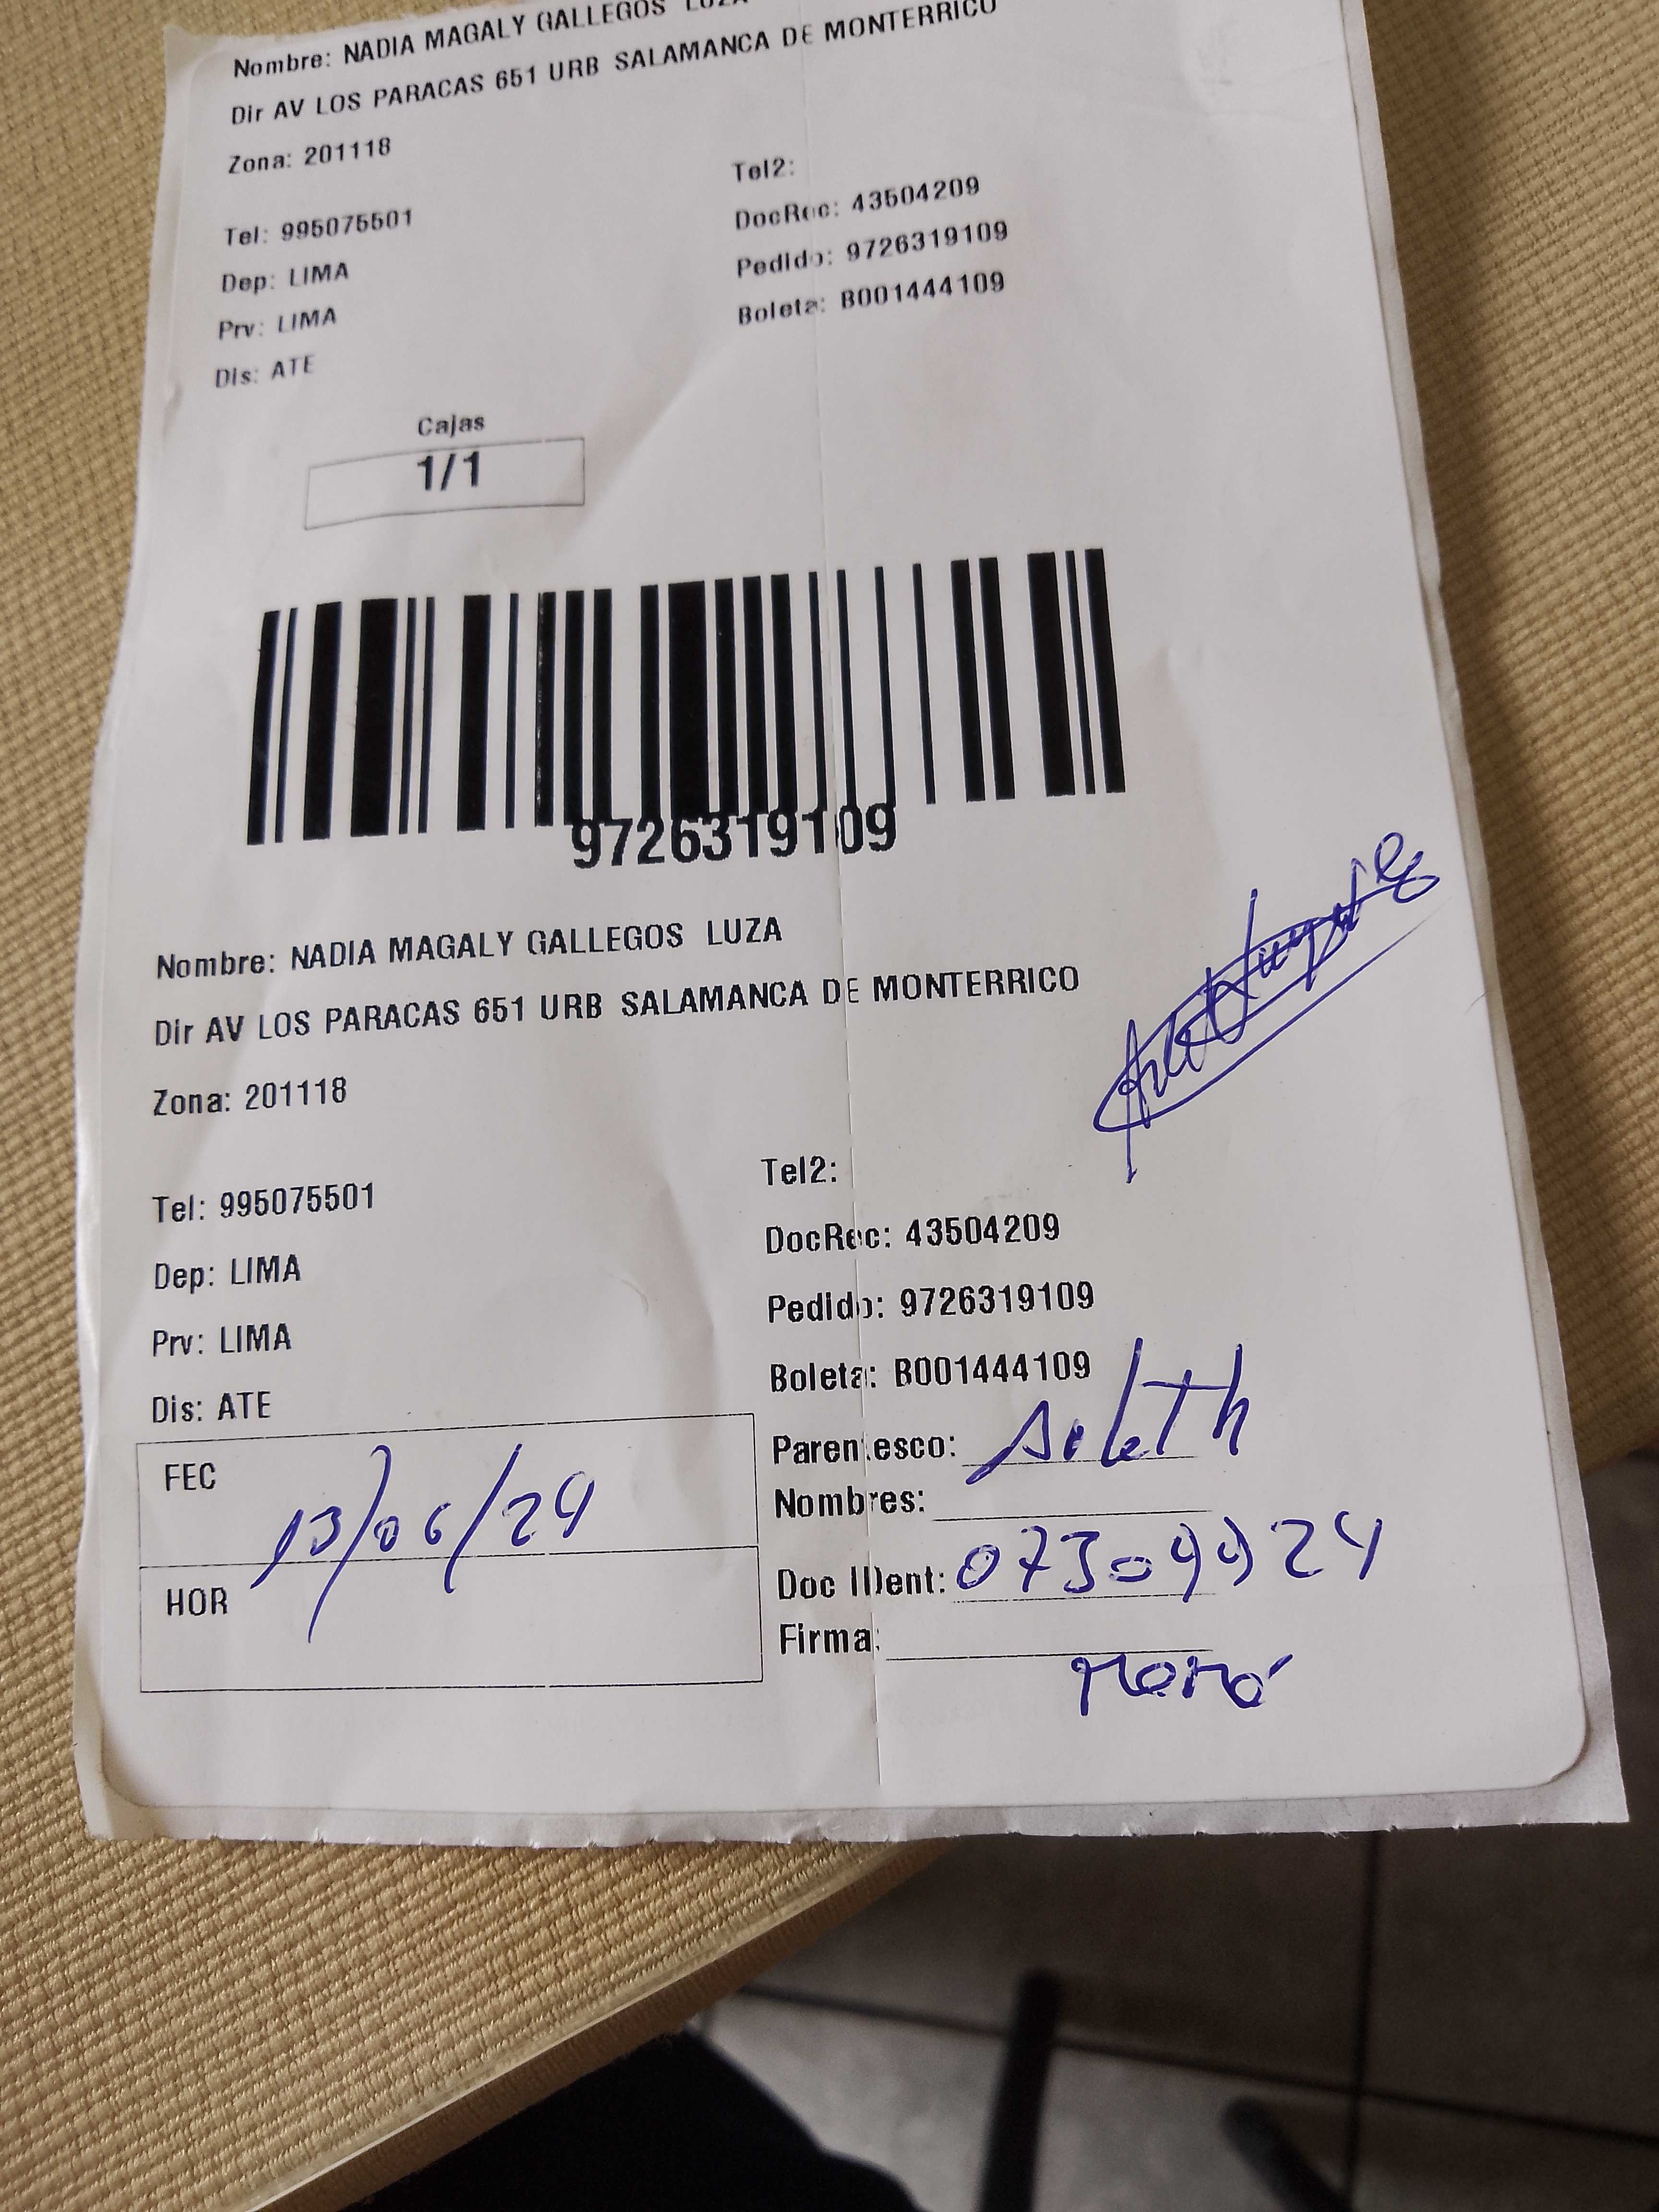 Nombre: NADIA MAGALY GALLEGOS LUZA
Dir AV LOS PARACAS 651 URB SALAMANCA DE MONTERRICO
Zona: 201118
Tel2:
Tel: 995075501
DocRec: 43504209
Dep: LIMA
Pedido: 9726319109
Prv: LIMA
Boleta: B001444109
Dis: ATE
Cajas
1/1
9726319109
Nombre: NADIA MAGALY GALLEGOS LUZA
Dir AV LOS PARACAS 651 URB SALAMANCA DE MONTERRICO
Zona: 201118
Tel2:
Tel: 995075501
DocRec: 43504209
Dep: LIMA
Pedido: 9726319109
Prv: LIMA
Boleta: B001444109
Dis: ATE
Parentesco:
FEC 13/06/24
Nombres:
Doc IDent: 07309924
HOR
Firma: